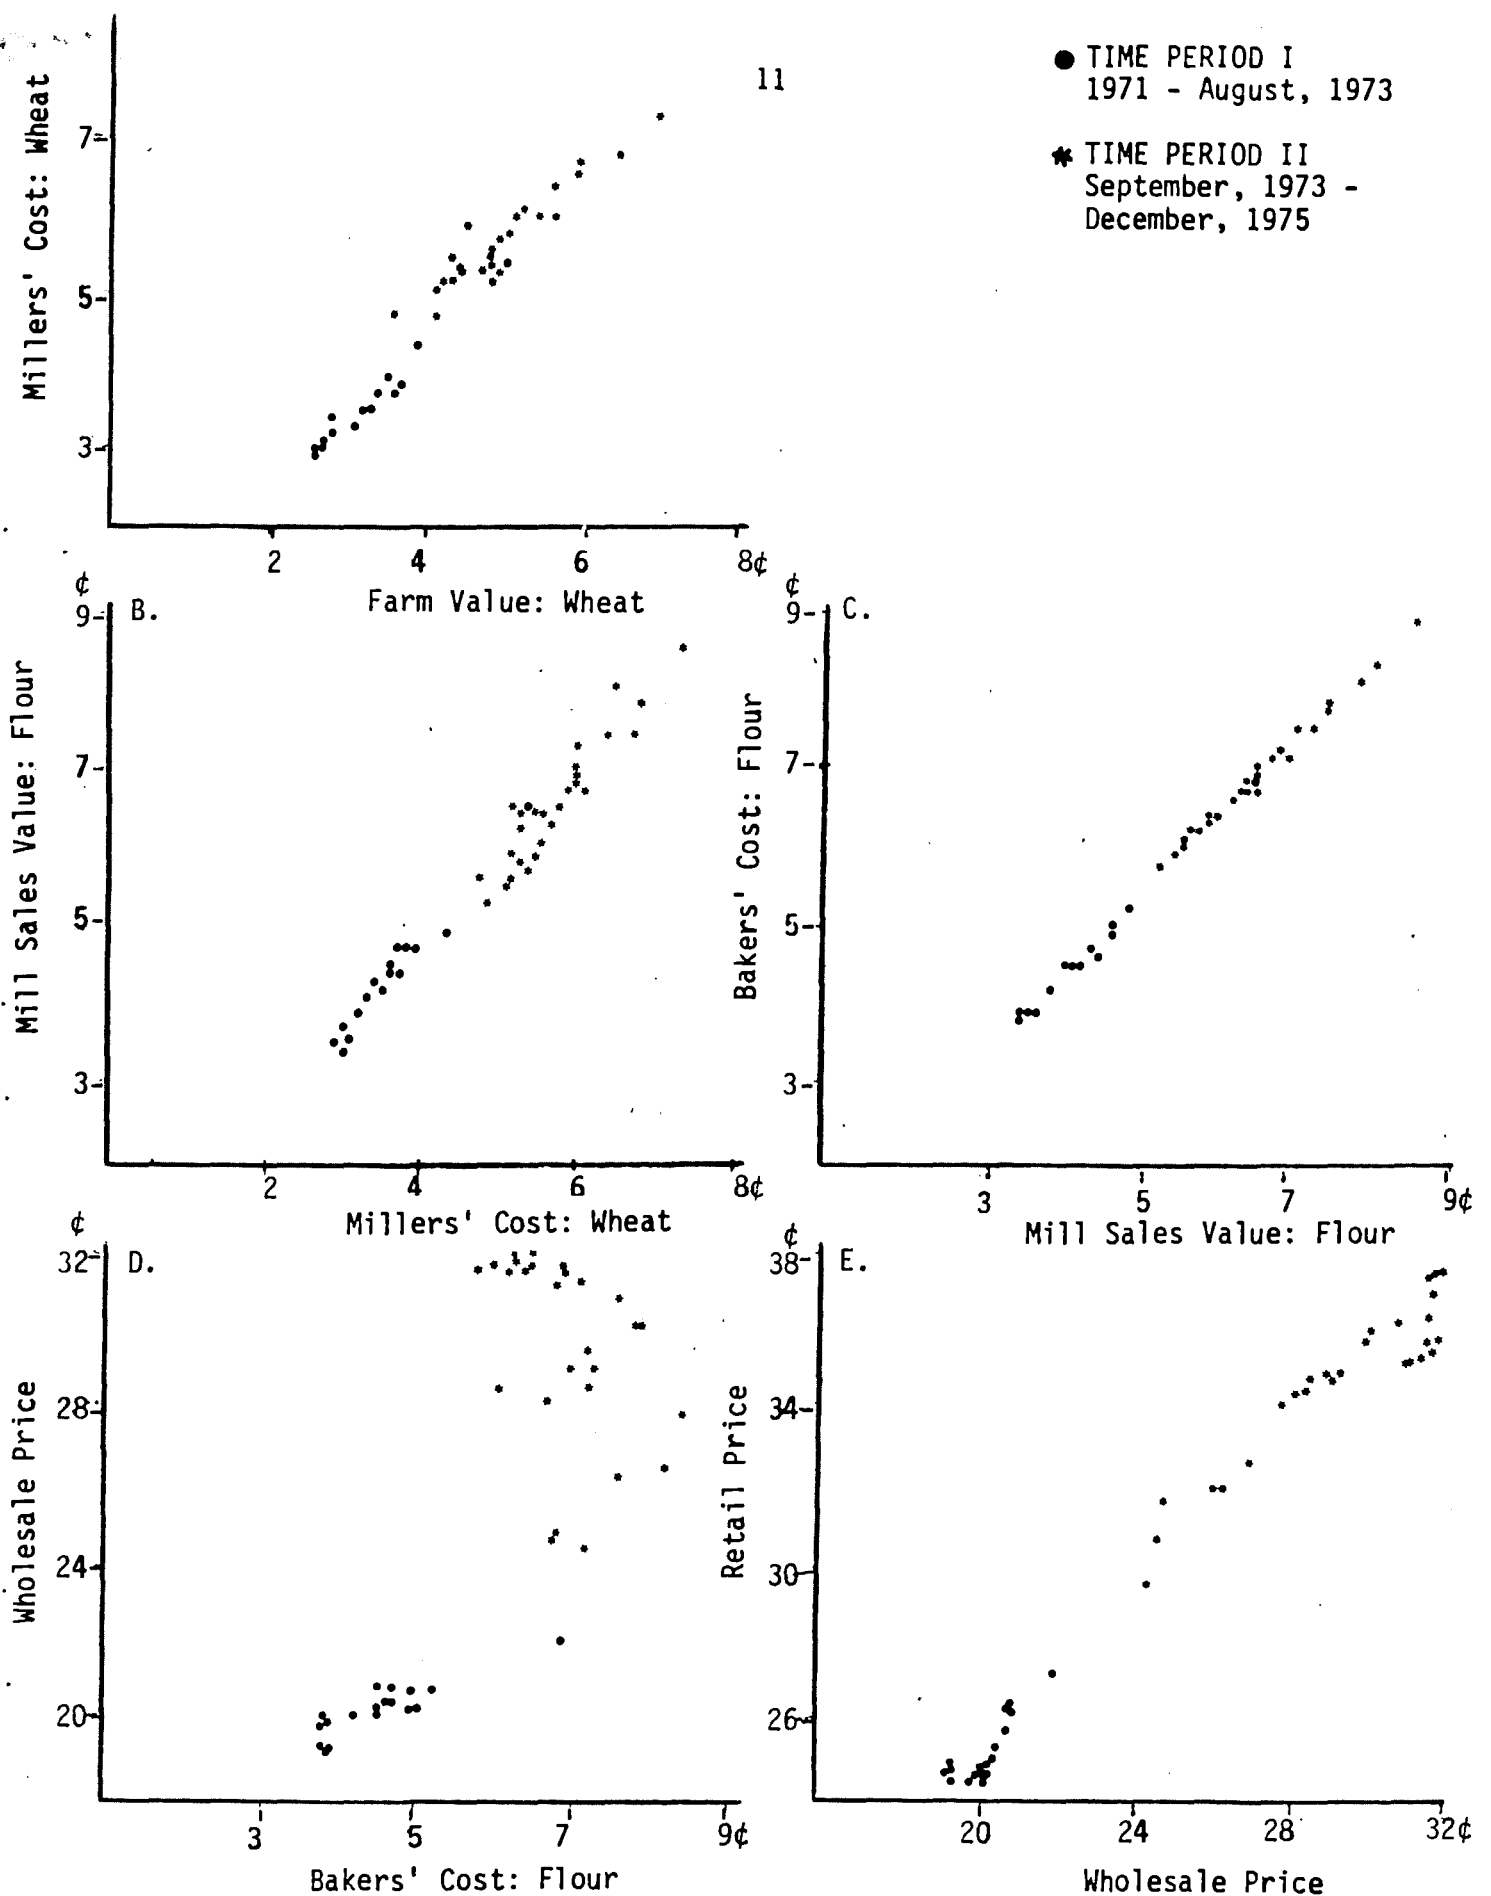 11
● TIME PERIOD I
1971 - August, 1973
* TIME PERIOD II
September, 1973 -
December, 1975
Millers' Cost: Wheat
7
5
3
2 4 6 8¢
Farm Value: Wheat
¢
9 B.
Mill Sales Value: Flour
7
5
3
2 4 6 8¢
Millers' Cost: Wheat
¢
9 C.
Bakers' Cost: Flour
7
5
3
3 5 7 9¢
Mill Sales Value: Flour
¢
32 D.
Wholesale Price
28
24
20
3 5 7 9¢
Bakers' Cost: Flour
¢
38 E.
Retail Price
34
30
26
20 24 28 32¢
Wholesale Price